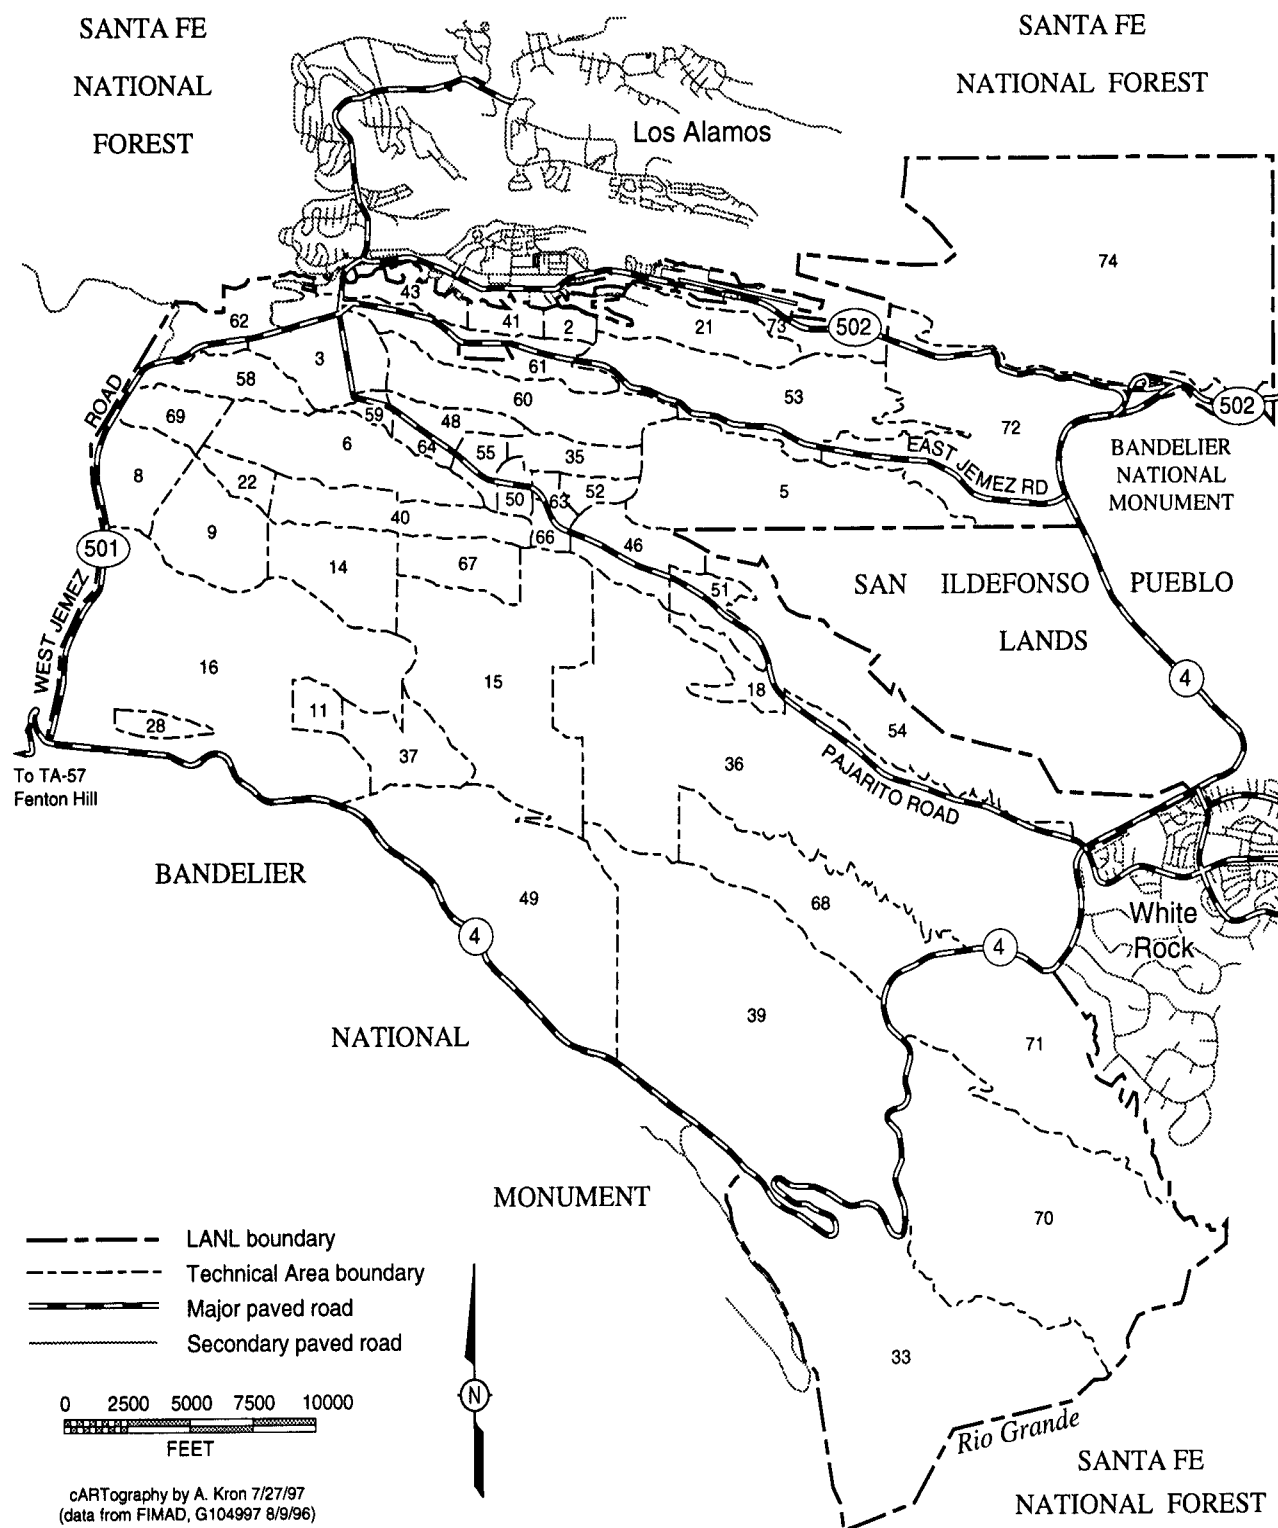 SANTA FE
NATIONAL
FOREST
SANTA FE
NATIONAL FOREST
Los Alamos
74
43
62
41
2
21
73
502
3
61
58
60
53
502
ROAD
69
59
48
72
6
64
55
35
EAST JEMEZ RD
BANDELIER
NATIONAL
MONUMENT
8
22
50
63
52
5
9
40
66
46
501
14
67
51
SAN ILDEFONSO PUEBLO
LANDS
WEST JEMEZ
16
15
18
4
28
11
37
54
36
PAJARITO ROAD
To TA-57
Fenton Hill
BANDELIER
49
68
White
Rock
4
4
39
71
NATIONAL
MONUMENT
70
LANL boundary
Technical Area boundary
Major paved road
Secondary paved road
33
0 2500 5000 7500 10000
FEET
N
Rio Grande
SANTA FE
NATIONAL FOREST
cARTography by A. Kron 7/27/97
(data from FIMAD, G104997 8/9/96)